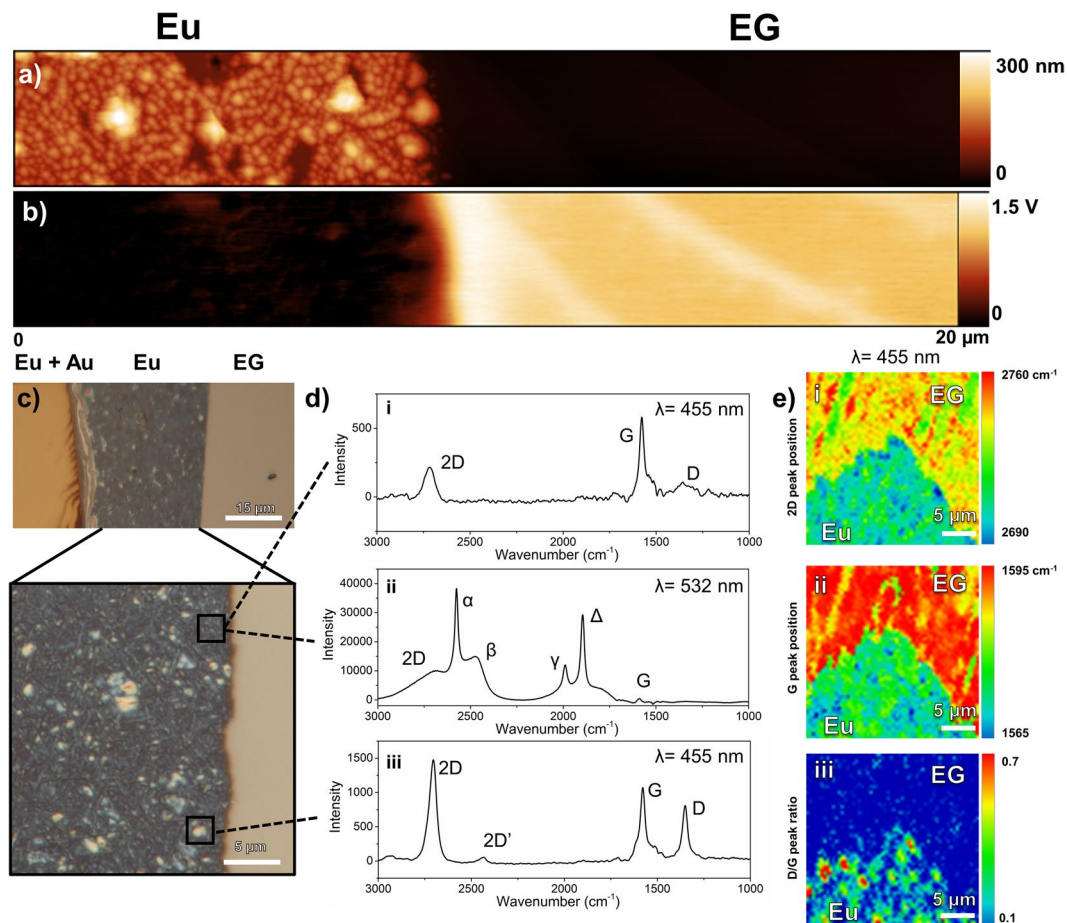 Eu EG
a)
300 nm
0
b)
1.5 V
0
0 20 µm
Eu + Au Eu EG
c)
15 µm
5 µm
d)
i
λ= 455 nm
2D
G
D
Intensity
500
0
3000 2500 2000 1500 1000
Wavenumber (cm-1)
ii
λ= 532 nm
2D
α
β
γ
Δ
G
Intensity
40000
30000
20000
10000
0
3000 2500 2000 1500 1000
Wavenumber (cm-1)
iii
λ= 455 nm
2D
2D’
G
D
Intensity
1500
1000
500
0
3000 2500 2000 1500 1000
Wavenumber (cm-1)
λ= 455 nm
e)
i
EG
Eu
5 µm
2D peak position
2760 cm-1
2690
ii
EG
Eu
5 µm
G peak position
1595 cm-1
1565
iii
EG
Eu
5 µm
D/G peak ratio
0.7
0.1